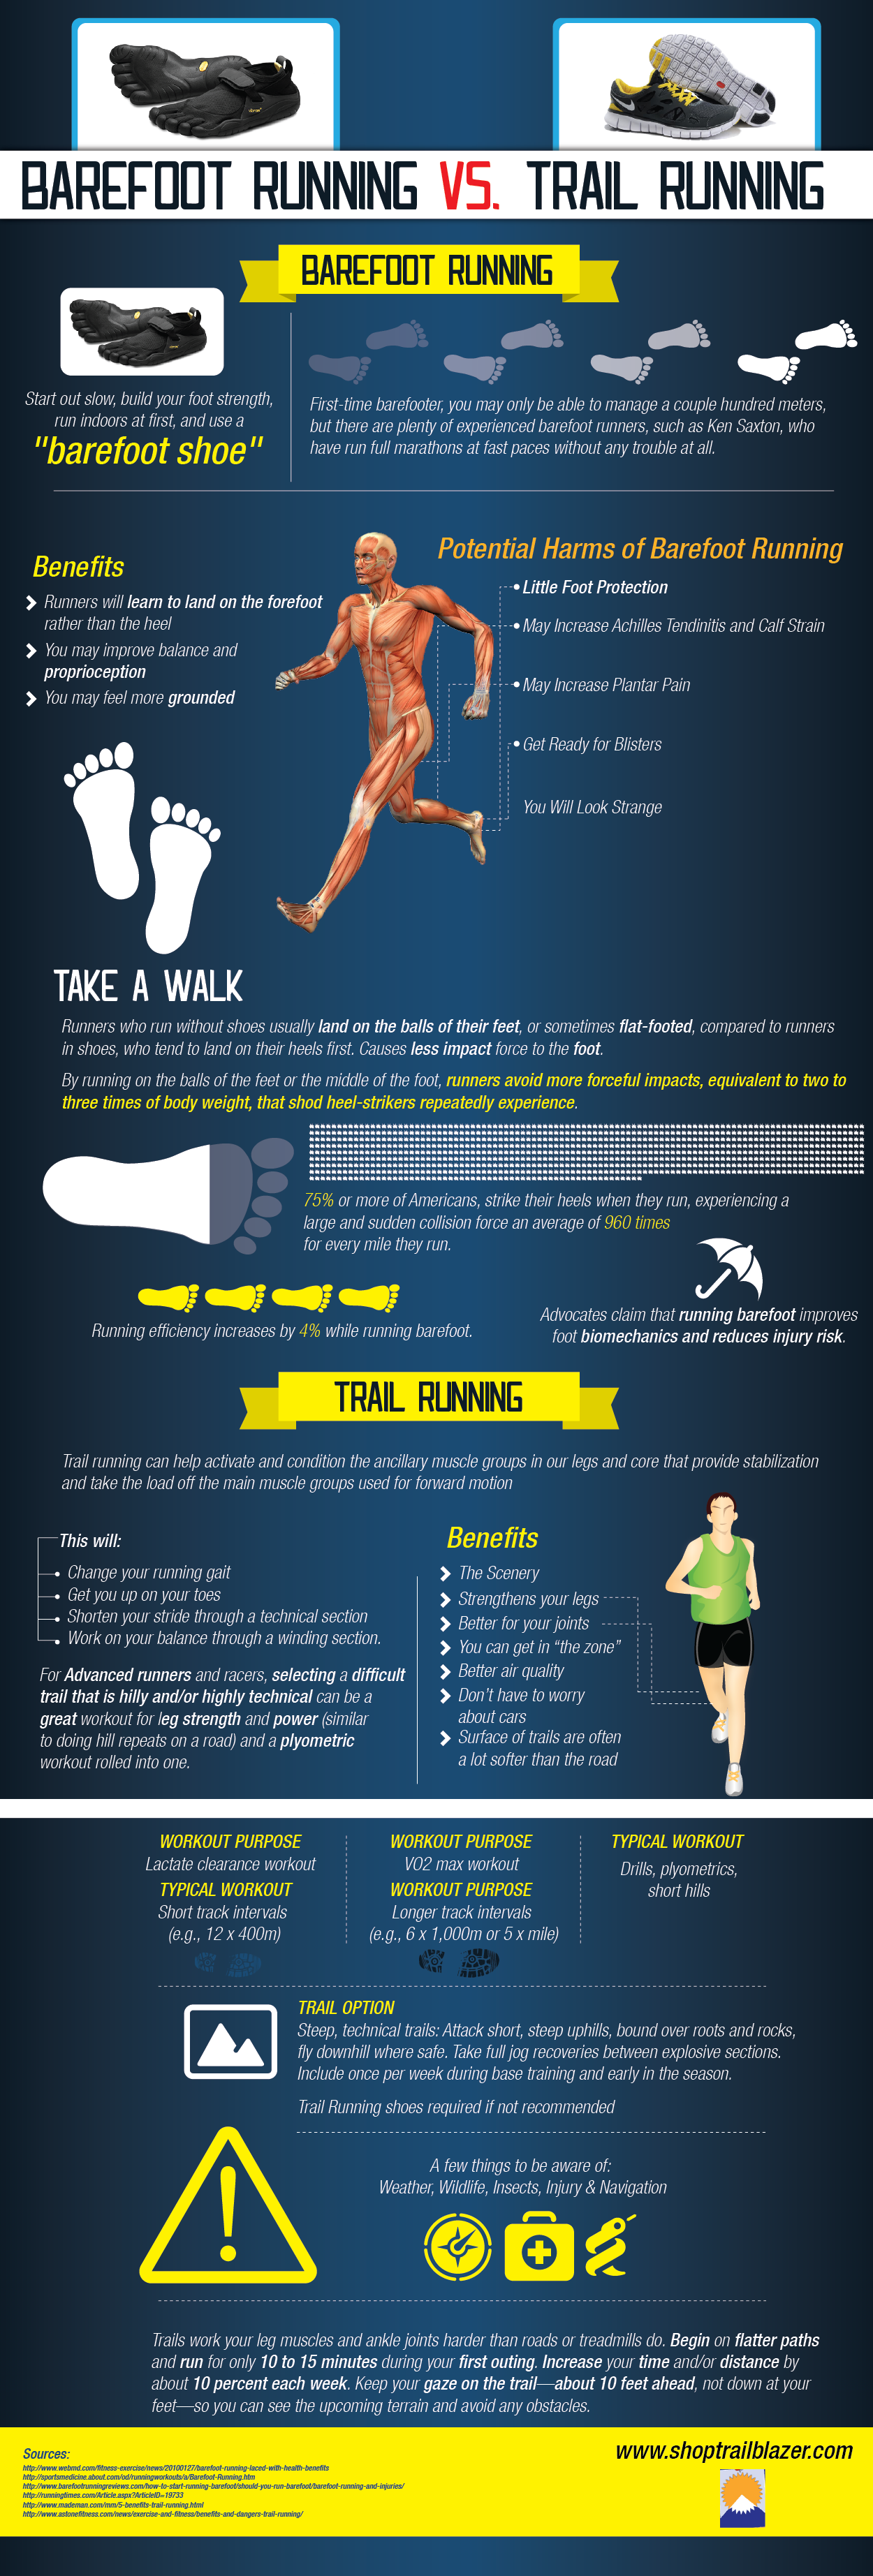 BAREFOOT RUNNING VS. TRAIL RUNNING
BAREFOOT RUNNING
Start out slow, build your foot strength,
run indoors at first, and use a
"barefoot shoe"
First-time barefooter, you may only be able to manage a couple hundred meters,
but there are plenty of experienced barefoot runners, such as Ken Saxton, who
have run full marathons at fast paces without any trouble at all.
Benefits
Runners will learn to land on the forefoot
rather than the heel
You may improve balance and
proprioception
You may feel more grounded
Potential Harms of Barefoot Running
Little Foot Protection
May Increase Achilles Tendinitis and Calf Strain
May Increase Plantar Pain
Get Ready for Blisters
You Will Look Strange
TAKE A WALK
Runners who run without shoes usually land on the balls of their feet, or sometimes flat-footed, compared to runners
in shoes, who tend to land on their heels first. Causes less impact force to the foot.
By running on the balls of the feet or the middle of the foot, runners avoid more forceful impacts, equivalent to two to
three times of body weight, that shod heel-strikers repeatedly experience.
75% or more of Americans, strike their heels when they run, experiencing a
large and sudden collision force an average of 960 times
for every mile they run.
Running efficiency increases by 4% while running barefoot.
Advocates claim that running barefoot improves
foot biomechanics and reduces injury risk.
TRAIL RUNNING
Trail running can help activate and condition the ancillary muscle groups in our legs and core that provide stabilization
and take the load off the main muscle groups used for forward motion
This will:
Change your running gait
Get you up on your toes
Shorten your stride through a technical section
Work on your balance through a winding section.
For Advanced runners and racers, selecting a difficult
trail that is hilly and/or highly technical can be a
great workout for leg strength and power (similar
to doing hill repeats on a road) and a plyometric
workout rolled into one.
Benefits
The Scenery
Strengthens your legs
Better for your joints
You can get in “the zone”
Better air quality
Don't have to worry
about cars
Surface of trails are often
a lot softer than the road
WORKOUT PURPOSE
Lactate clearance workout
TYPICAL WORKOUT
Short track intervals
(e.g., 12 x 400m)
WORKOUT PURPOSE
VO2 max workout
WORKOUT PURPOSE
Longer track intervals
(e.g., 6 x 1,000m or 5 x mile)
TYPICAL WORKOUT
Drills, plyometrics,
short hills
TRAIL OPTION
Steep, technical trails: Attack short, steep uphills, bound over roots and rocks,
fly downhill where safe. Take full jog recoveries between explosive sections.
Include once per week during base training and early in the season.
Trail Running shoes required if not recommended
A few things to be aware of:
Weather, Wildlife, Insects, Injury & Navigation
Trails work your leg muscles and ankle joints harder than roads or treadmills do. Begin on flatter paths
and run for only 10 to 15 minutes during your first outing. Increase your time and/or distance by
about 10 percent each week. Keep your gaze on the trail—about 10 feet ahead, not down at your
feet—so you can see the upcoming terrain and avoid any obstacles.
Sources:
http://www.webmd.com/fitness-exercise/news/20100127/barefoot-running-laced-with-health-benefits
http://sportsmedicine.about.com/od/runningworkouts/a/Barefoot-Running.htm
http://www.barefootrunningreviews.com/how-to-start-running-barefoot/should-you-run-barefoot/barefoot-running-and-injuries/
http://runningtimes.com/Article.aspx?ArticleID=19733
http://www.mademan.com/mm/5-benefits-trail-running.html
http://www.astonefitness.com/news/exercise-and-fitness/benefits-and-dangers-trail-running/
www.shoptrailblazer.com